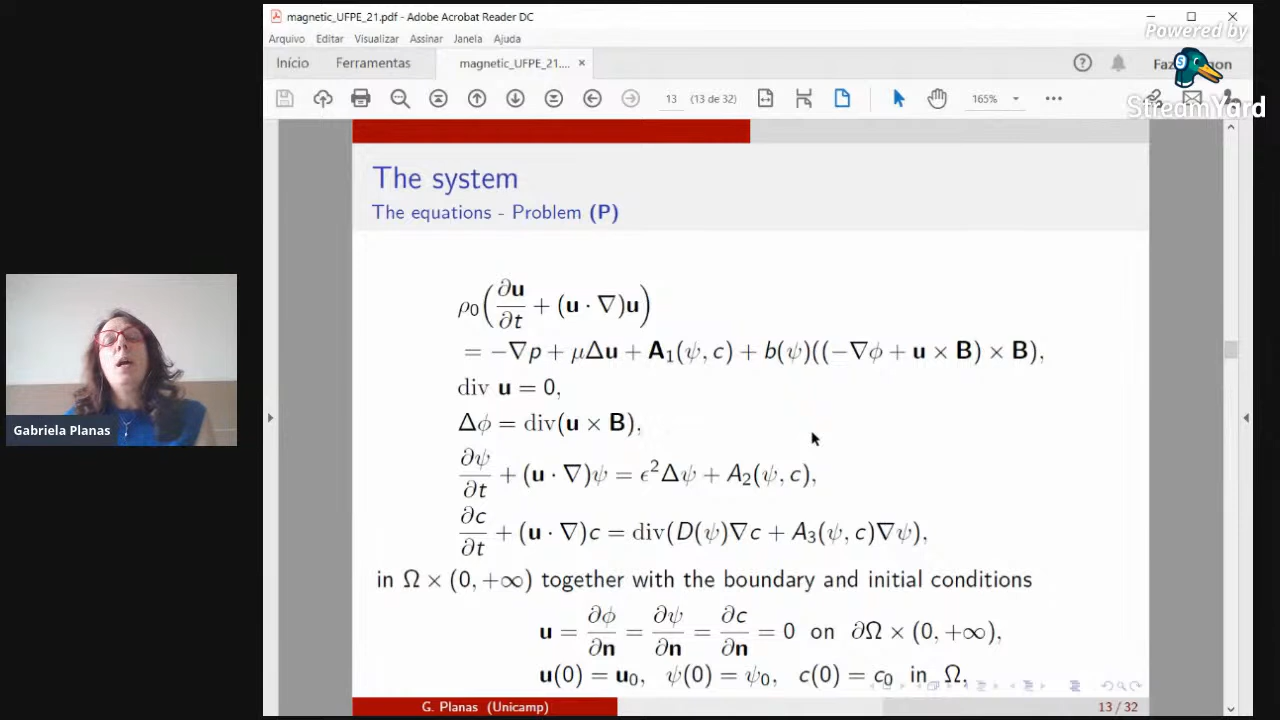 magnetic_UFPE_21.pdf - Adobe Acrobat Reader DC
Powered by
Arquivo Editar Visualizar Assinar Janela Ajuda
Início Ferramentas magnetic_UFPE_21.... ×
StreamYard
13 (13 de 32) 165%
The system
The equations - Problem (P)
ρ₀(∂u/∂t + (u · ∇)u)
= −∇p + μΔu + A₁(ψ, c) + b(ψ)((−∇ϕ + u × B) × B),
div u = 0,
Δϕ = div(u × B),
∂ψ/∂t + (u · ∇)ψ = ϵ²Δψ + A₂(ψ, c),
∂c/∂t + (u · ∇)c = div(D(ψ)∇c + A₃(ψ, c)∇ψ),
in Ω × (0, +∞) together with the boundary and initial conditions
u = ∂ϕ/∂n = ∂ψ/∂n = ∂c/∂n = 0 on ∂Ω × (0, +∞),
u(0) = u₀, ψ(0) = ψ₀, c(0) = c₀ in Ω,
G. Planas (Unicamp) 13 / 32
Gabriela Planas